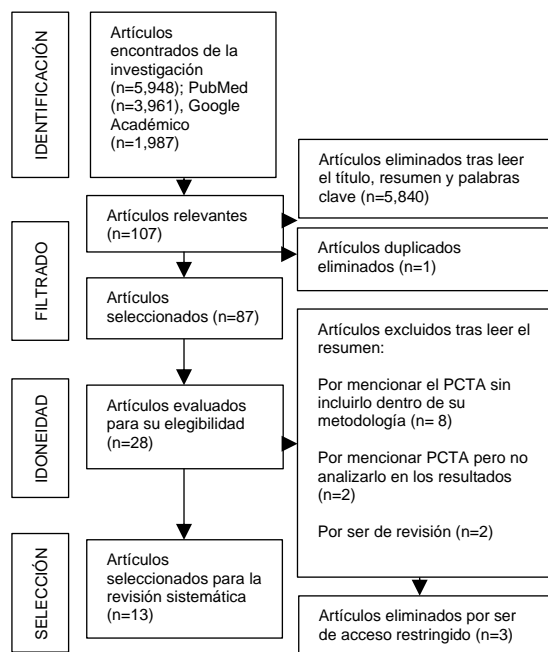 IDENTIFICACIÓN
Artículos
encontrados de la
investigación
(n=5,948); PubMed
(n=3,961), Google
Académico
(n=1,987)
Artículos eliminados tras leer
el título, resumen y palabras
clave (n=5,840)
FILTRADO
Artículos relevantes
(n=107)
Artículos duplicados
eliminados (n=1)
Artículos
seleccionados (n=87)
IDONEIDAD
Artículos evaluados
para su elegibilidad
(n=28)
Artículos excluidos tras leer el
resumen:
Por mencionar el PCTA sin
incluirlo dentro de su
metodología (n= 8)
Por mencionar PCTA pero no
analizarlo en los resultados
(n=2)
Por ser de revisión (n=2)
SELECCIÓN
Artículos
seleccionados para la
revisión sistemática
(n=13)
Artículos eliminados por ser
de acceso restringido (n=3)